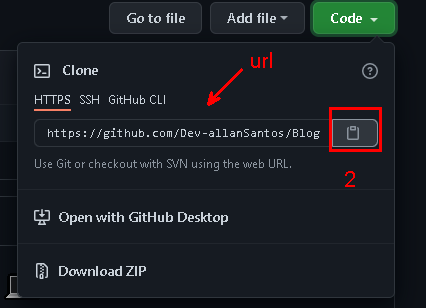 Go to file Add file Code
Clone
url
HTTPS SSH GitHub CLI
https://github.com/Dev-allanSantos/Blog
Use Git or checkout with SVN using the web URL.
2
Open with GitHub Desktop
Download ZIP